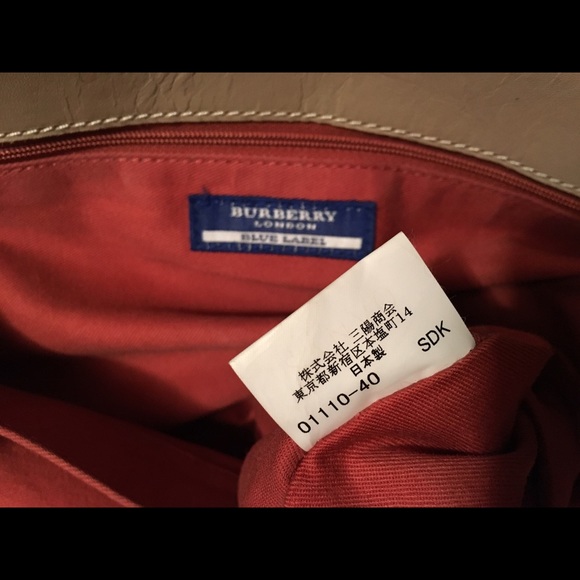 BURBERRY
LONDON
BLUE LABEL
株式会社 三陽商会
東京都新宿区本塩町14
日本製
01110-40
SDK